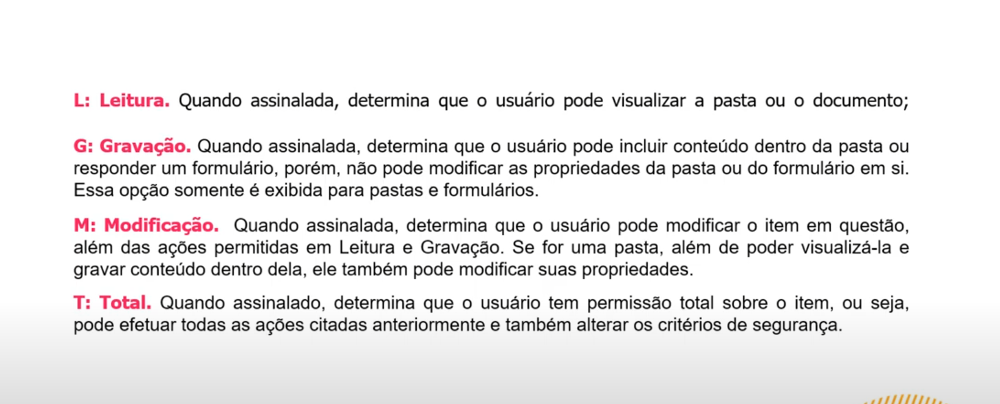 L: Leitura. Quando assinalada, determina que o usuário pode visualizar a pasta ou o documento;
G: Gravação. Quando assinalada, determina que o usuário pode incluir conteúdo dentro da pasta ou
responder um formulário, porém, não pode modificar as propriedades da pasta ou do formulário em si.
Essa opção somente é exibida para pastas e formulários.
M: Modificação. Quando assinalada, determina que o usuário pode modificar o item em questão,
além das ações permitidas em Leitura e Gravação. Se for uma pasta, além de poder visualizá-la e
gravar conteúdo dentro dela, ele também pode modificar suas propriedades.
T: Total. Quando assinalado, determina que o usuário tem permissão total sobre o item, ou seja,
pode efetuar todas as ações citadas anteriormente e também alterar os critérios de segurança.